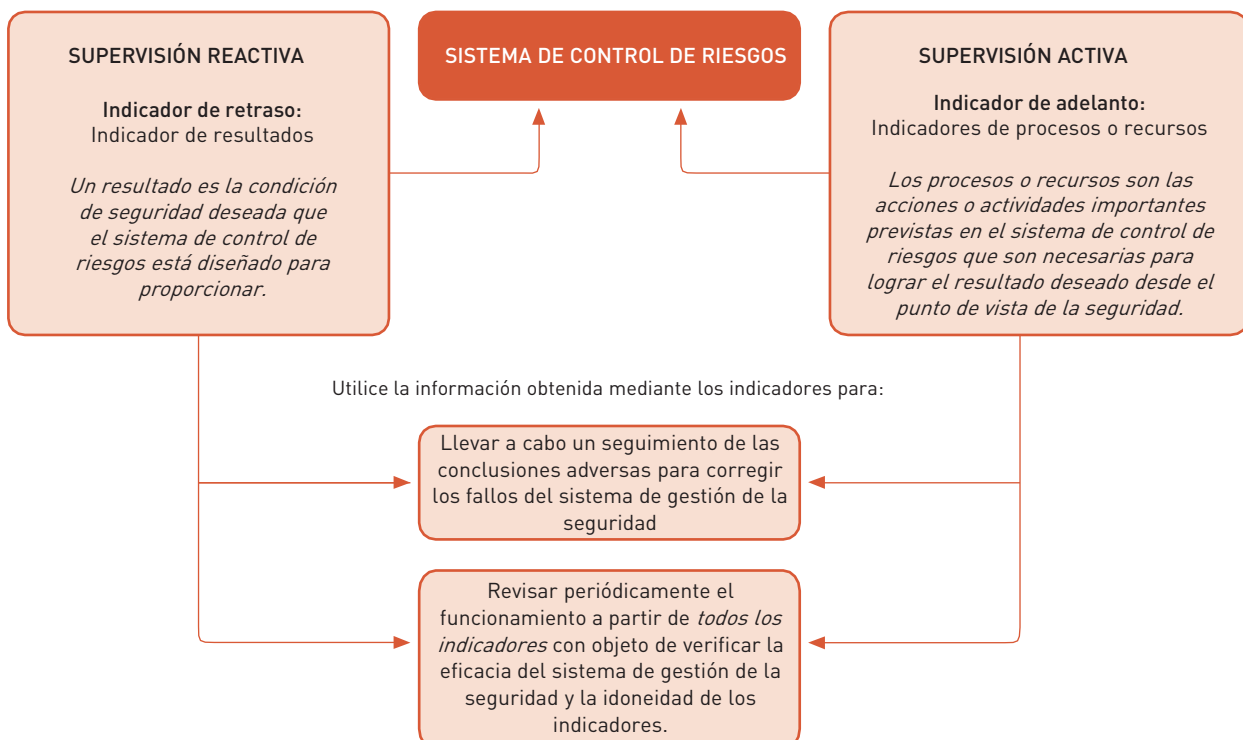 SUPERVISIÓN REACTIVA
Indicador de retraso:
Indicador de resultados
Un resultado es la condición
de seguridad deseada que
el sistema de control de
riesgos está diseñado para
proporcionar.
SISTEMA DE CONTROL DE RIESGOS
SUPERVISIÓN ACTIVA
Indicador de adelanto:
Indicadores de procesos o recursos
Los procesos o recursos son las
acciones o actividades importantes
previstas en el sistema de control de
riesgos que son necesarias para
lograr el resultado deseado desde el
punto de vista de la seguridad.
Utilice la información obtenida mediante los indicadores para:
Llevar a cabo un seguimiento de las
conclusiones adversas para corregir
los fallos del sistema de gestión de la
seguridad
Revisar periódicamente el
funcionamiento a partir de todos los
indicadores con objeto de verificar la
eficacia del sistema de gestión de la
seguridad y la idoneidad de los
indicadores.